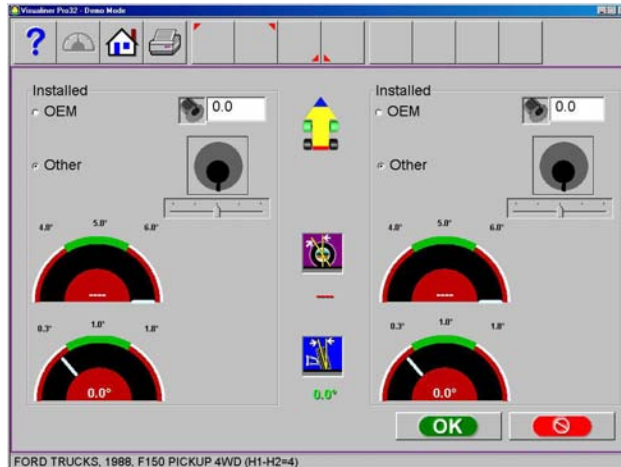 Visualiner Pro32 - Demo Mode
?
Installed
OEM
0.0
Other
4.0° 5.0° 6.0°
----
0.3° 1.0° 1.8°
0.0°
0.0°
Installed
OEM
0.0
Other
4.0° 5.0° 6.0°
----
0.3° 1.0° 1.8°
0.0°
OK
FORD TRUCKS, 1988, F150 PICKUP 4WD (H1-H2=4)